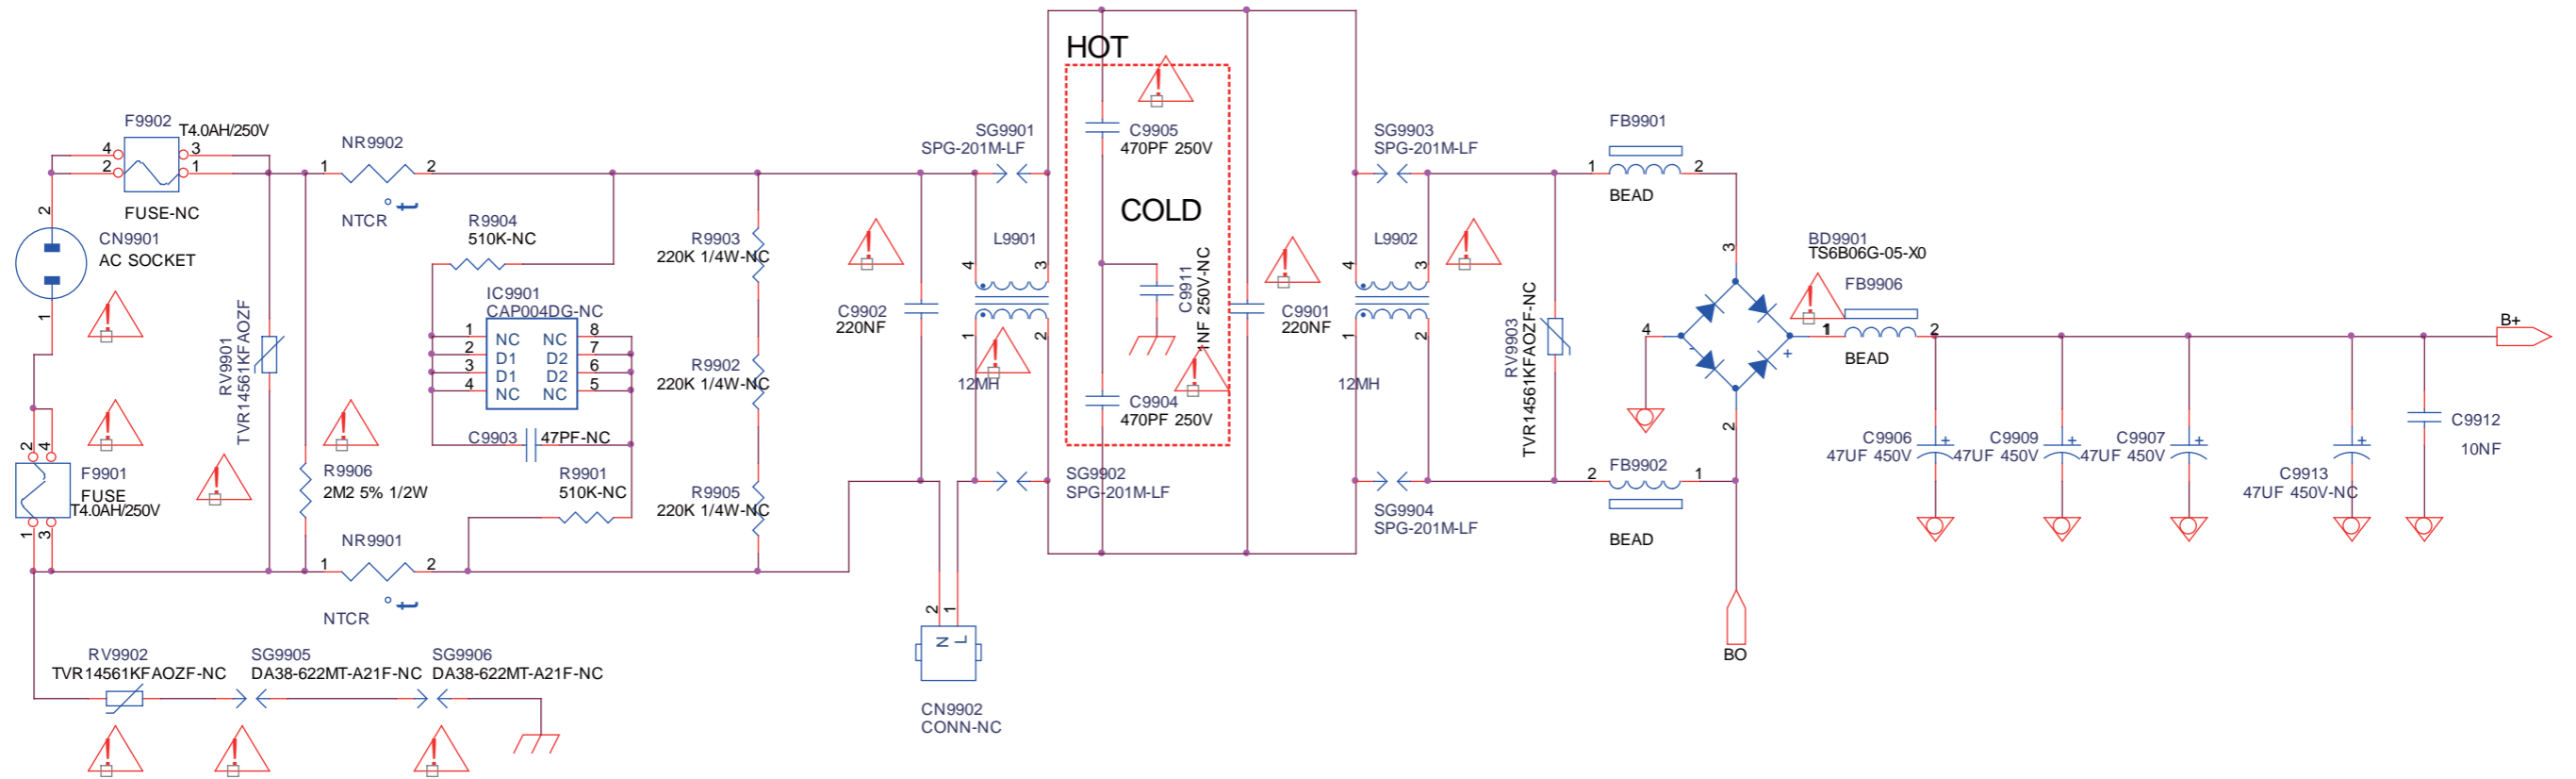 HOT
F9902
T4.0AH/250V
4
3
2
1
FUSE-NC
2
CN9901
AC SOCKET
1
NR9902
1
2
NTCR
R9904
510K-NC
IC9901
CAP004DG-NC
1 NC NC 8
2 D1 D2 7
3 D1 D2 6
4 NC NC 5
C9903
47PF-NC
R9901
510K-NC
RV9901
TVR14561KFAOZF
R9906
2M2 5% 1/2W
2
4
F9901
FUSE
T4.0AH/250V
1
3
NR9901
1
2
NTCR
t
t
R9903
220K 1/4W-NC
R9902
220K 1/4W-NC
R9905
220K 1/4W-NC
C9902
220NF
SG9901
SPG-201M-LF
L9901
4
3
1
2
12MH
SG9902
SPG-201M-LF
C9905
470PF 250V
COLD
C9911
1NF 250V-NC
C9904
470PF 250V
C9901
220NF
SG9903
SPG-201M-LF
L9902
4
3
1
2
12MH
SG9904
SPG-201M-LF
RV9903
TVR14561KFAOZF-NC
FB9901
1
2
BEAD
FB9902
2
1
BEAD
BD9901
TS6B06G-05-X0
3
4
1
2
-
+
FB9906
1
2
BEAD
B+
C9906
47UF 450V
+
C9909
47UF 450V
+
C9907
47UF 450V
+
C9913
47UF 450V-NC
+
C9912
10NF
BO
RV9902
TVR14561KFAOZF-NC
SG9905
DA38-622MT-A21F-NC
SG9906
DA38-622MT-A21F-NC
2
1
N
L
CN9902
CONN-NC